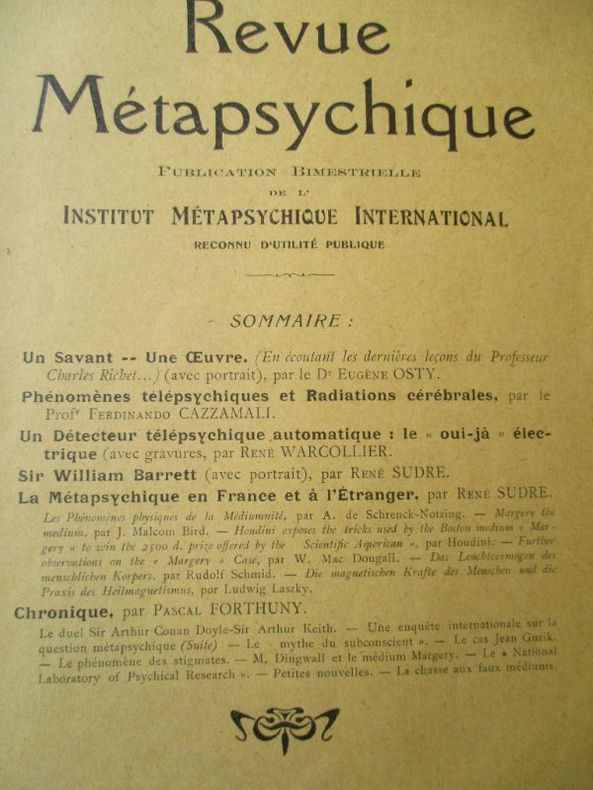 Revue
Métapsychique
PUBLICATION BIMESTRIELLE
DE L'
INSTITUT MÉTAPSYCHIQUE INTERNATIONAL
RECONNU D'UTILITÉ PUBLIQUE
- SOMMAIRE :
Un Savant -- Une Œuvre. (En écoutant les dernières leçons du Professeur
Charles Richet...) (avec portrait), par le Dr EUGÈNE OSTY.
Phénomènes télépsychiques et Radiations cérébrales, par le
Profr FERDINANDO CAZZAMALI.
Un Détecteur télépsychique automatique : le « oui-jà » élec-
trique (avec gravures, par RENÉ WARCOLLIER.
Sir William Barrett (avec portrait), par RENÉ SUDRE.
La Métapsychique en France et à l'Étranger, par RENÉ SUDRE.
Les Phénomènes physiques de la Médiumnité, par A. de Schrenck-Notzing. — Margery the
medium, par J. Malcom Bird. — Houdini exposes the tricks used by the Boston medium « Mar-
gery » to win the 2500 d. prize offered by the Scientific American », par Houdini. — Further
observations on the « Margery » Case, par W. Mac Dougall. — Das Leuchtvermögen des
menschlichen Korpers, par Rudolf Schmid. — Die magnetischen Krafte des Menschen und die
Praxis des Heilmagnetismus, por Ludwig Laszky.
Chronique, par PASCAL FORTHUNY.
Le duel Sir Arthur Conan Doyle-Sir Arthur Keith. — Une enquête internationale sur la
question métapsychique (Suite) — Le - mythe du subconscient ». — Le cas Jean Guzik.
— Le phénomène des stigmates. — M. Dingwall et le médium Margery. — Le « National
Laboratory of Psychical Research ». — Petites nouvelles. — La chasse aux faux médiums.